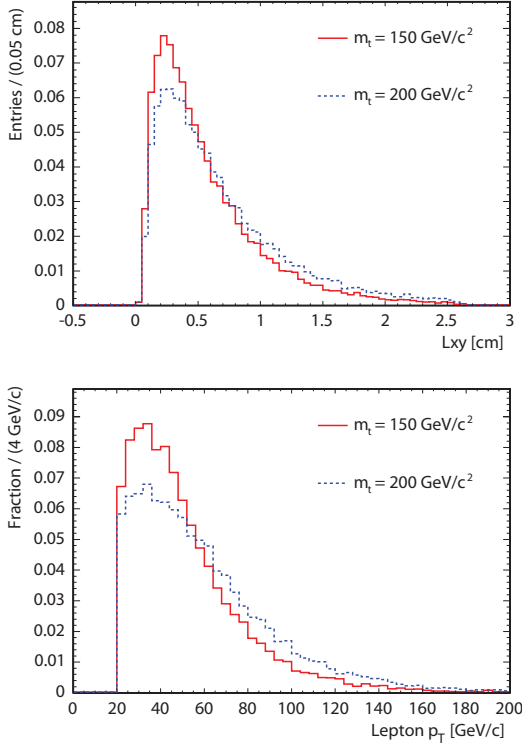 Entries / (0.05 cm)
0.08
0.07
0.06
0.05
0.04
0.03
0.02
0.01
0
m_t = 150 GeV/c²
m_t = 200 GeV/c²
-0.5 0 0.5 1 1.5 2 2.5 3
Lxy [cm]
Fraction / (4 GeV/c)
0.09
0.08
0.07
0.06
0.05
0.04
0.03
0.02
0.01
0
m_t = 150 GeV/c²
m_t = 200 GeV/c²
0 20 40 60 80 100 120 140 160 180 200
Lepton p_T [GeV/c]